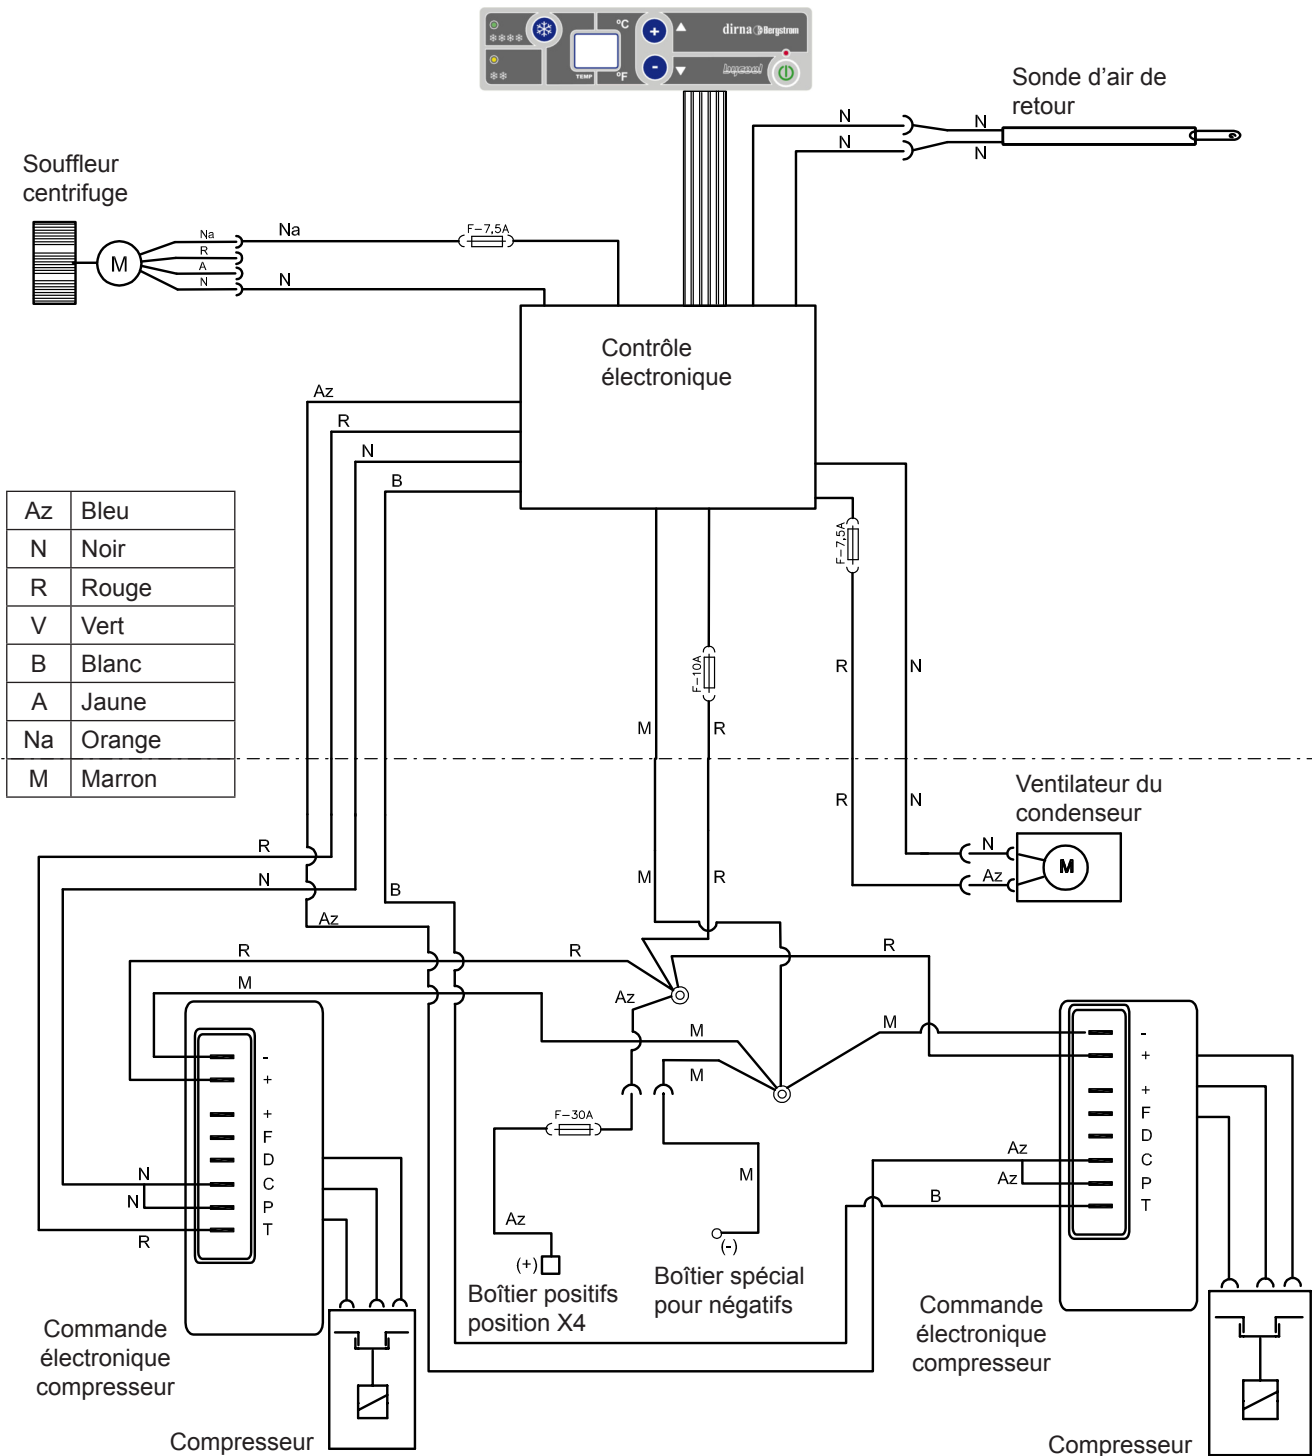 °C
dirna Bergstrom
TEMP
°F
bycool
Sonde d’air de
retour
N
N
N
N
Souffleur
centrifuge
M
Na
R
A
N
Na
N
F-7,5A
Contrôle
électronique
Az
R
N
B
Az Bleu
N Noir
R Rouge
V Vert
B Blanc
A Jaune
Na Orange
M Marron
F-7,5A
F-10A
R
N
M
R
Ventilateur du
condenseur
R
N
N
Az
M
R
N
M
R
B
Az
R
R
R
M
Az
M
M
M
-
+
+
F
D
C
P
T
N
N
R
F-30A
Az
M
(+)
(-)
Boîtier positifs
position X4
Boîtier spécial
pour négatifs
-
+
+
F
D
C
P
T
Az
Az
B
Commande
électronique
compresseur
Compresseur
Commande
électronique
compresseur
Compresseur